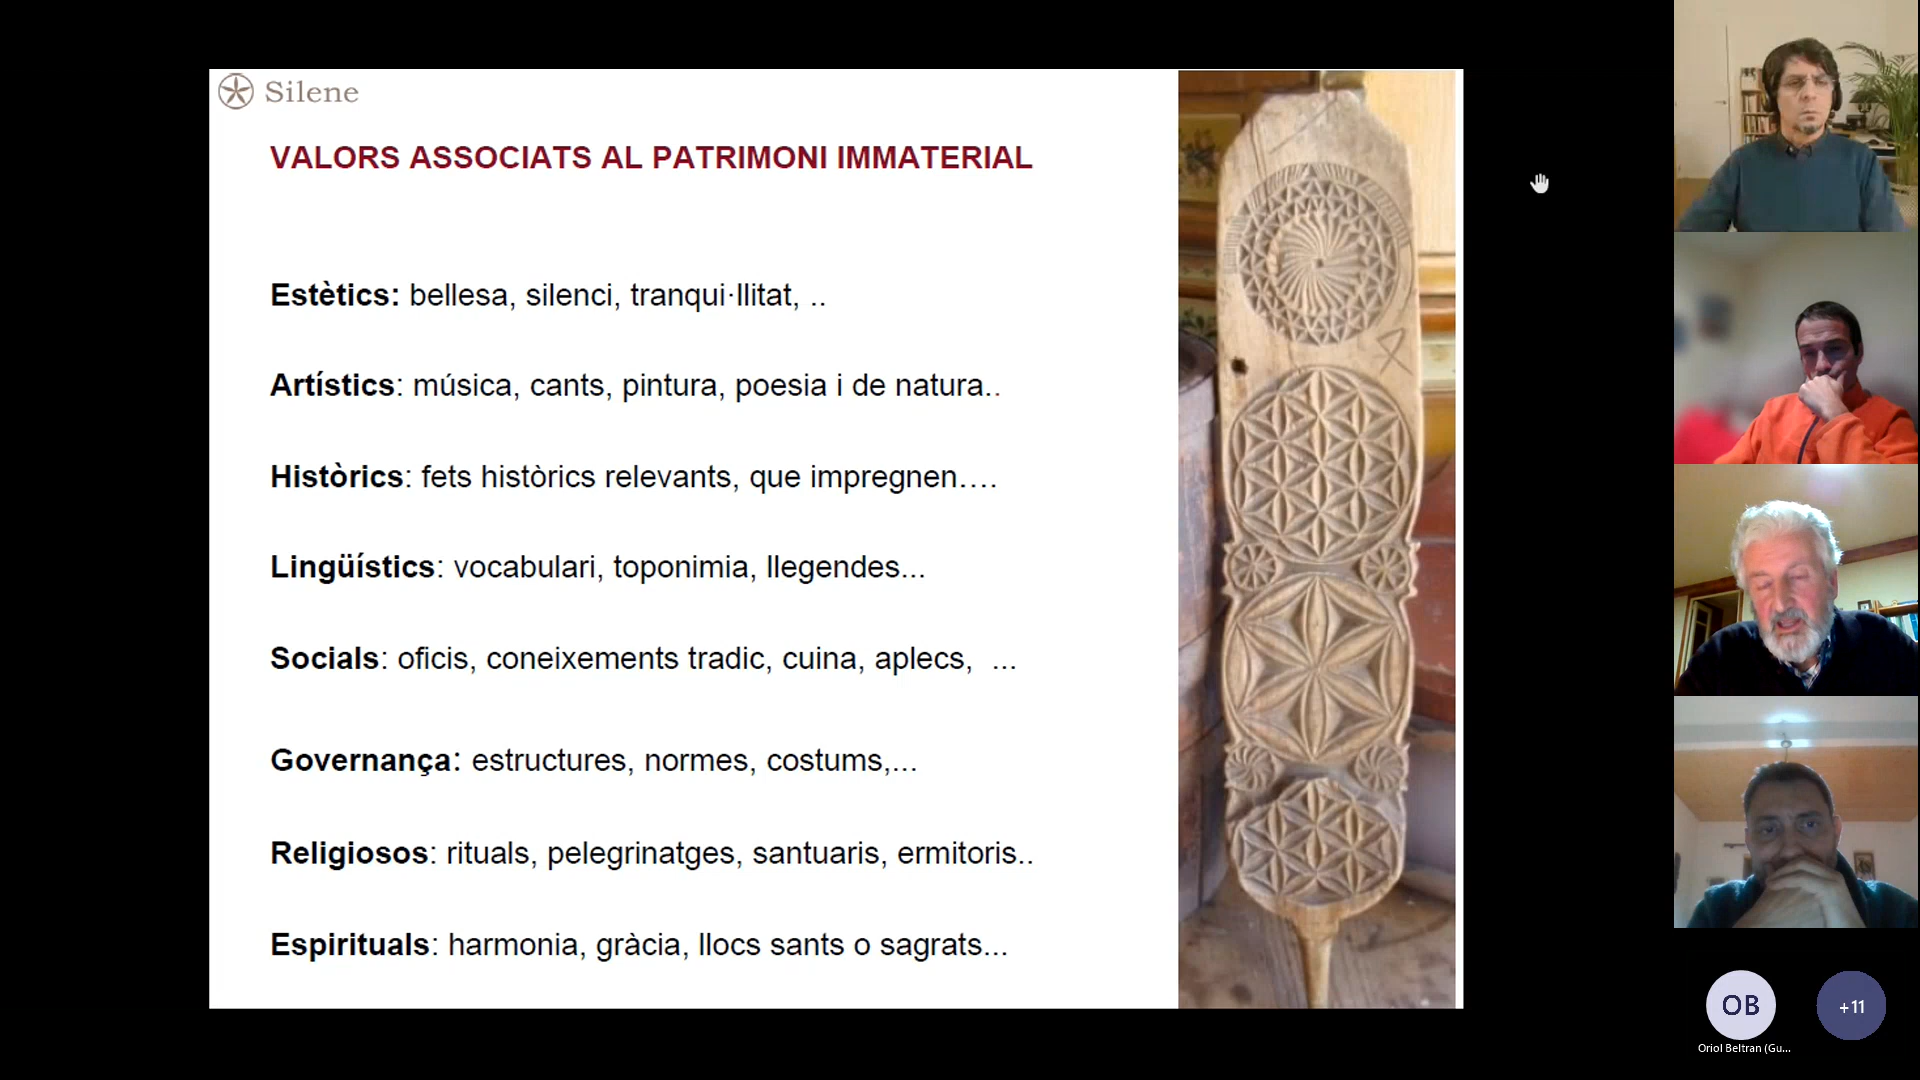 Silene
VALORS ASSOCIATS AL PATRIMONI IMMATERIAL
Estètics: bellesa, silenci, tranqui·llitat, ..
Artístics: música, cants, pintura, poesia i de natura..
Històrics: fets històrics relevants, que impregnen….
Lingüístics: vocabulari, toponimia, llegendes...
Socials: oficis, coneixements tradic, cuina, aplecs, ...
Governança: estructures, normes, costums,...
Religiosos: rituals, pelegrinatges, santuaris, ermitoris..
Espirituals: harmonia, gràcia, llocs sants o sagrats...
OB
+11
Oriol Beltran (Gu...